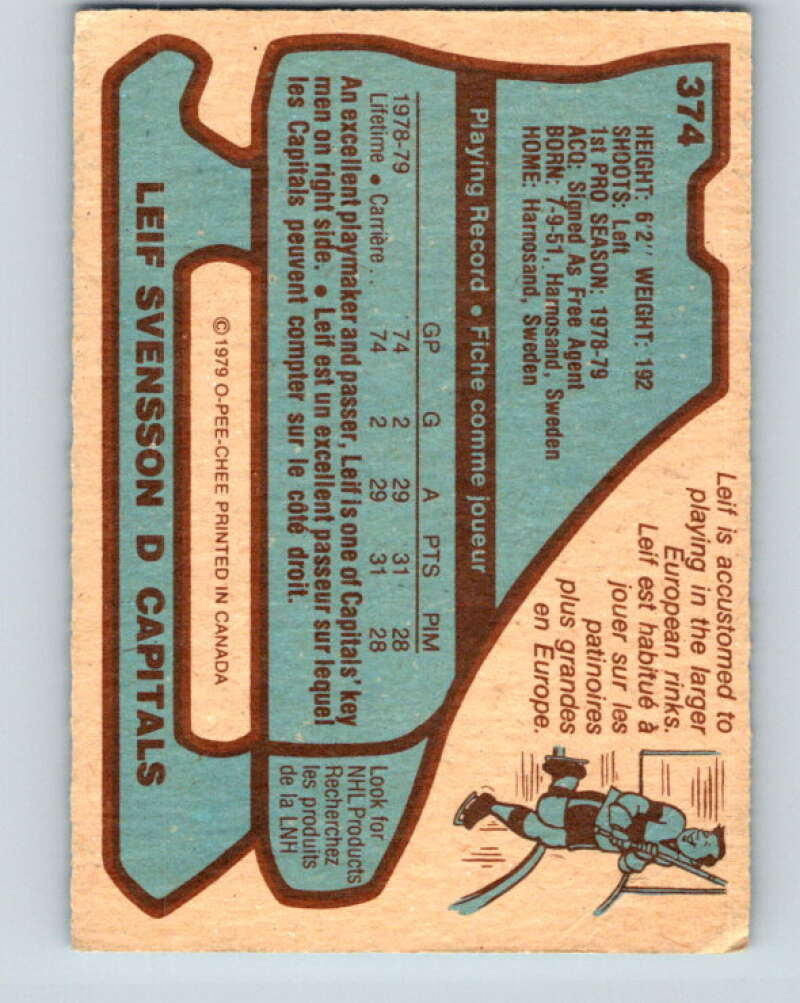 374
HEIGHT: 6'2" WEIGHT: 192
SHOOTS: Left
1st PRO SEASON: 1978-79
ACQ: Signed As Free Agent
BORN: 7-9-51, Harnosand, Sweden
HOME: Harnosand, Sweden
Leif is accustomed to
playing in the larger
European rinks.
Leif est habitué à
jouer sur les
patinoires
plus grandes
en Europe.
Playing Record • Fiche comme joueur
GP G A PTS PIM
1978-79 74 2 29 31 28
Lifetime • Carrière . . 74 2 29 31 28
An excellent playmaker and passer, Leif is one of Capitals' key
men on right side. • Leif est un excellent passeur sur lequel
les Capitals peuvent compter sur le côté droit.
Look for
NHL Products
Recherchez
les produits
de la LNH
©1979 O-PEE-CHEE PRINTED IN CANADA
LEIF SVENSSON D CAPITALS